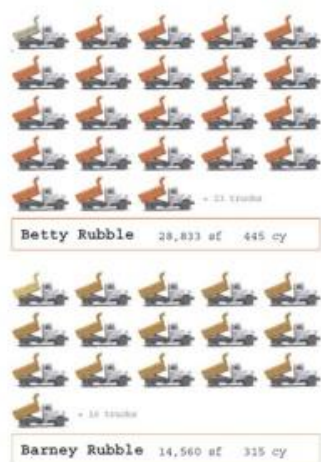 = 23 trucks
Betty Rubble 28,833 sf 445 cy
= 16 trucks
Barney Rubble 14,560 sf 315 cy